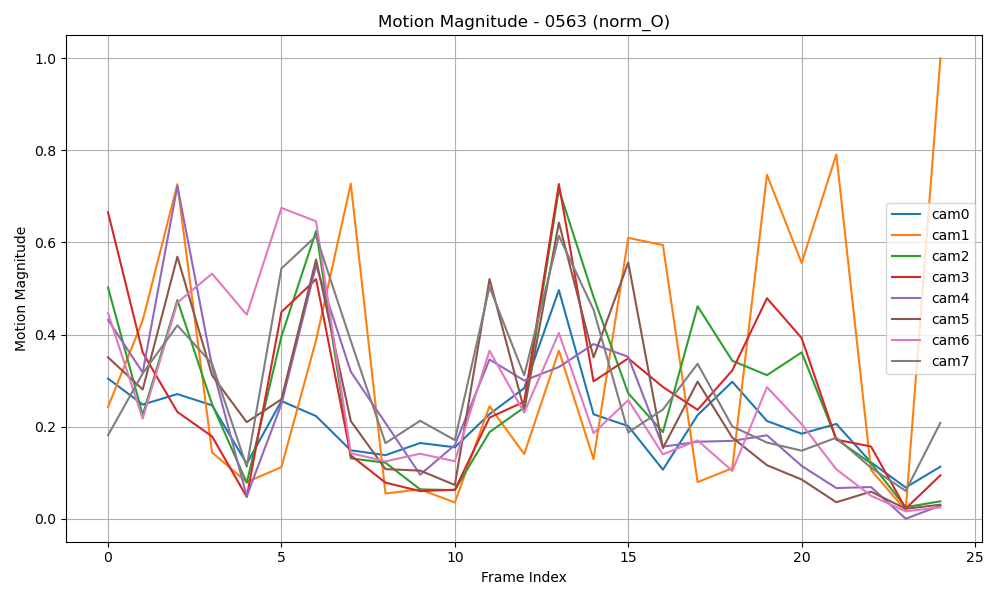 Motion Magnitude - 0563 (norm_O)
Motion Magnitude
1.0
0.8
0.6
0.4
0.2
0.0
cam0
cam1
cam2
cam3
cam4
cam5
cam6
cam7
0 5 10 15 20 25
Frame Index